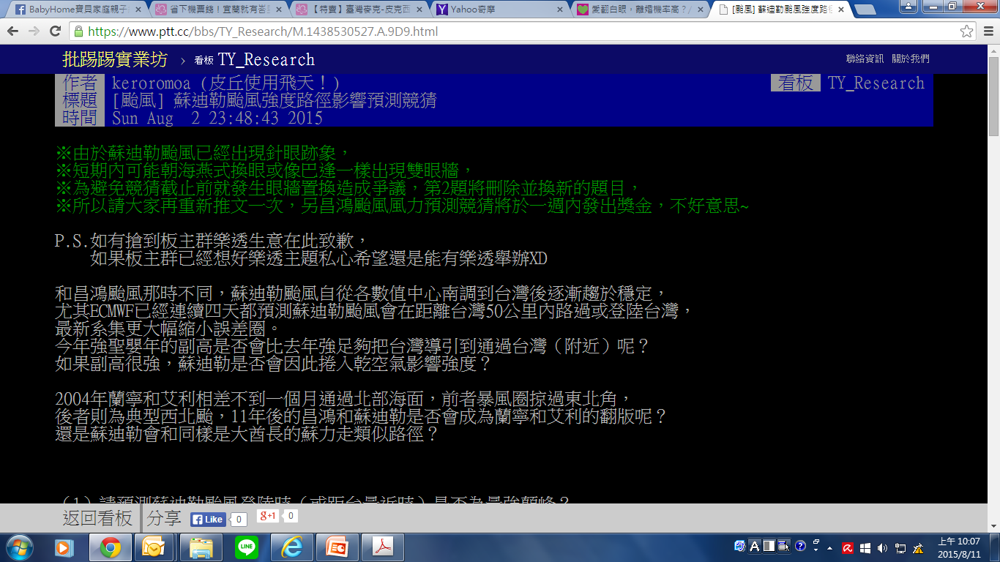 BabyHome寶貝家庭親子
省下機票錢！宜蘭就有峇里
【特賣】臺灣麥克-皮克西
Yahoo奇摩
愛翻白眼，離婚機率高？
[颱風] 蘇迪勒颱風強度路徑
https://www.ptt.cc/bbs/TY_Research/M.1438530527.A.9D9.html
批踢踢實業坊 › 看板 TY_Research 聯絡資訊 關於我們
作者 keroromoa (皮丘使用飛天！) 看板 TY_Research
標題 [颱風] 蘇迪勒颱風強度路徑影響預測競猜
時間 Sun Aug 2 23:48:43 2015
※由於蘇迪勒颱風已經出現針眼跡象，
※短期內可能朝海燕式換眼或像巴逢一樣出現雙眼牆，
※為避免競猜截止前就發生眼牆置換造成爭議，第2題將刪除並換新的題目，
※所以請大家再重新推文一次，另昌鴻颱風風力預測競猜將於一週內發出獎金，不好意思~
P.S.如有搶到板主群樂透生意在此致歉，
如果板主群已經想好樂透主題私心希望還是能有樂透舉辦XD
和昌鴻颱風那時不同，蘇迪勒颱風自從各數值中心南調到台灣後逐漸趨於穩定，
尤其ECMWF已經連續四天都預測蘇迪勒颱風會在距離台灣50公里內路過或登陸台灣，
最新系集更大幅縮小誤差圈。
今年強聖嬰年的副高是否會比去年強足夠把台灣導引到通過台灣（附近）呢？
如果副高很強，蘇迪勒是否會因此捲入乾空氣影響強度？
2004年蘭寧和艾利相差不到一個月通過北部海面，前者暴風圈掠過東北角，
後者則為典型西北颱，11年後的昌鴻和蘇迪勒是否會成為蘭寧和艾利的翻版呢？
還是蘇迪勒會和同樣是大酋長的蘇力走類似路徑？
（1）請預測蘇迪勒颱風登陸時（或距台最近時）是否為最強顛峰？
返回看板 分享 Like 0 g+1 0
LINE
上午 10:07
2015/8/11